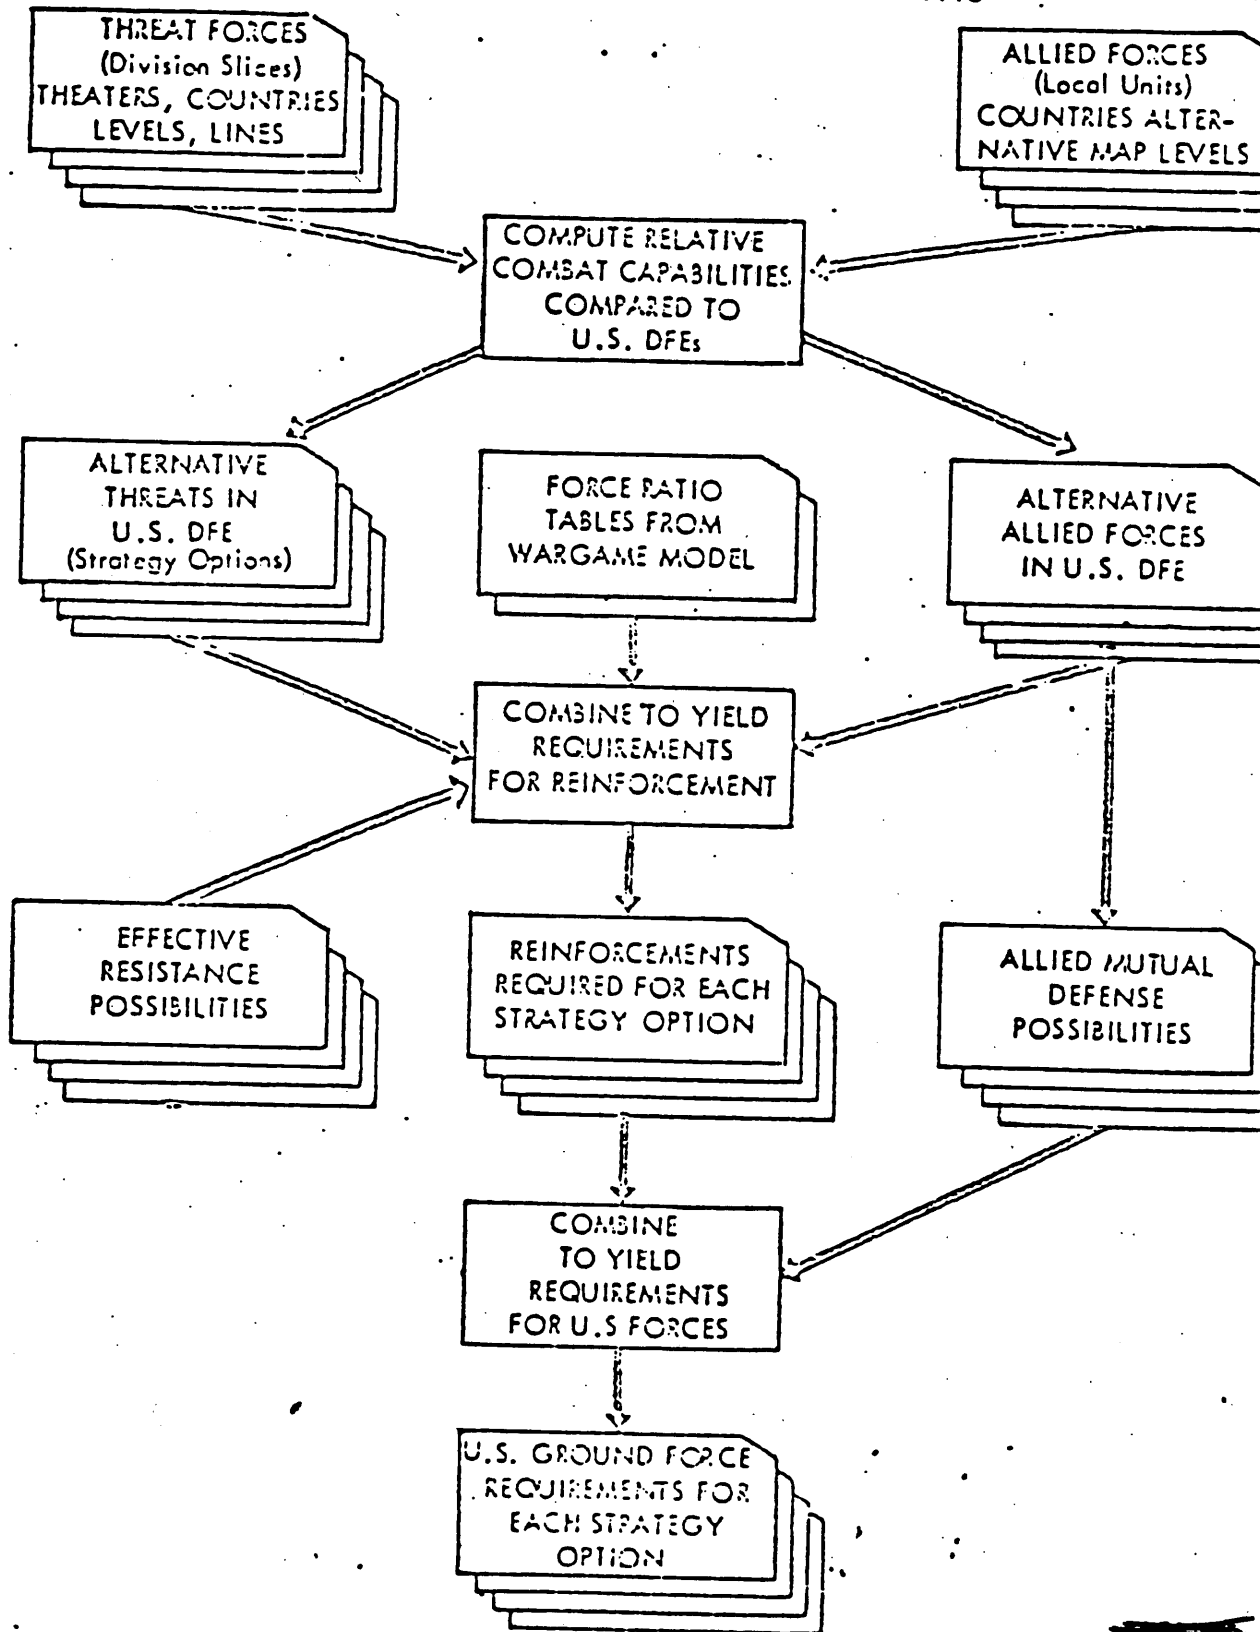 THREAT FORCES
(Division Slices)
THEATERS, COUNTRIES
LEVELS, LINES
ALLIED FORCES
(Local Units)
COUNTRIES ALTER-
NATIVE MAP LEVELS
COMPUTE RELATIVE
COMBAT CAPABILITIES
COMPARED TO
U.S. DFEs
ALTERNATIVE
THREATS IN
U.S. DFE
(Strategy Options)
FORCE RATIO
TABLES FROM
WARGAME MODEL
ALTERNATIVE
ALLIED FORCES
IN U.S. DFE
COMBINE TO YIELD
REQUIREMENTS
FOR REINFORCEMENT
EFFECTIVE
RESISTANCE
POSSIBILITIES
REINFORCEMENTS
REQUIRED FOR EACH
STRATEGY OPTION
ALLIED MUTUAL
DEFENSE
POSSIBILITIES
COMBINE
TO YIELD
REQUIREMENTS
FOR U.S FORCES
U.S. GROUND FORCE
REQUIREMENTS FOR
EACH STRATEGY
OPTION